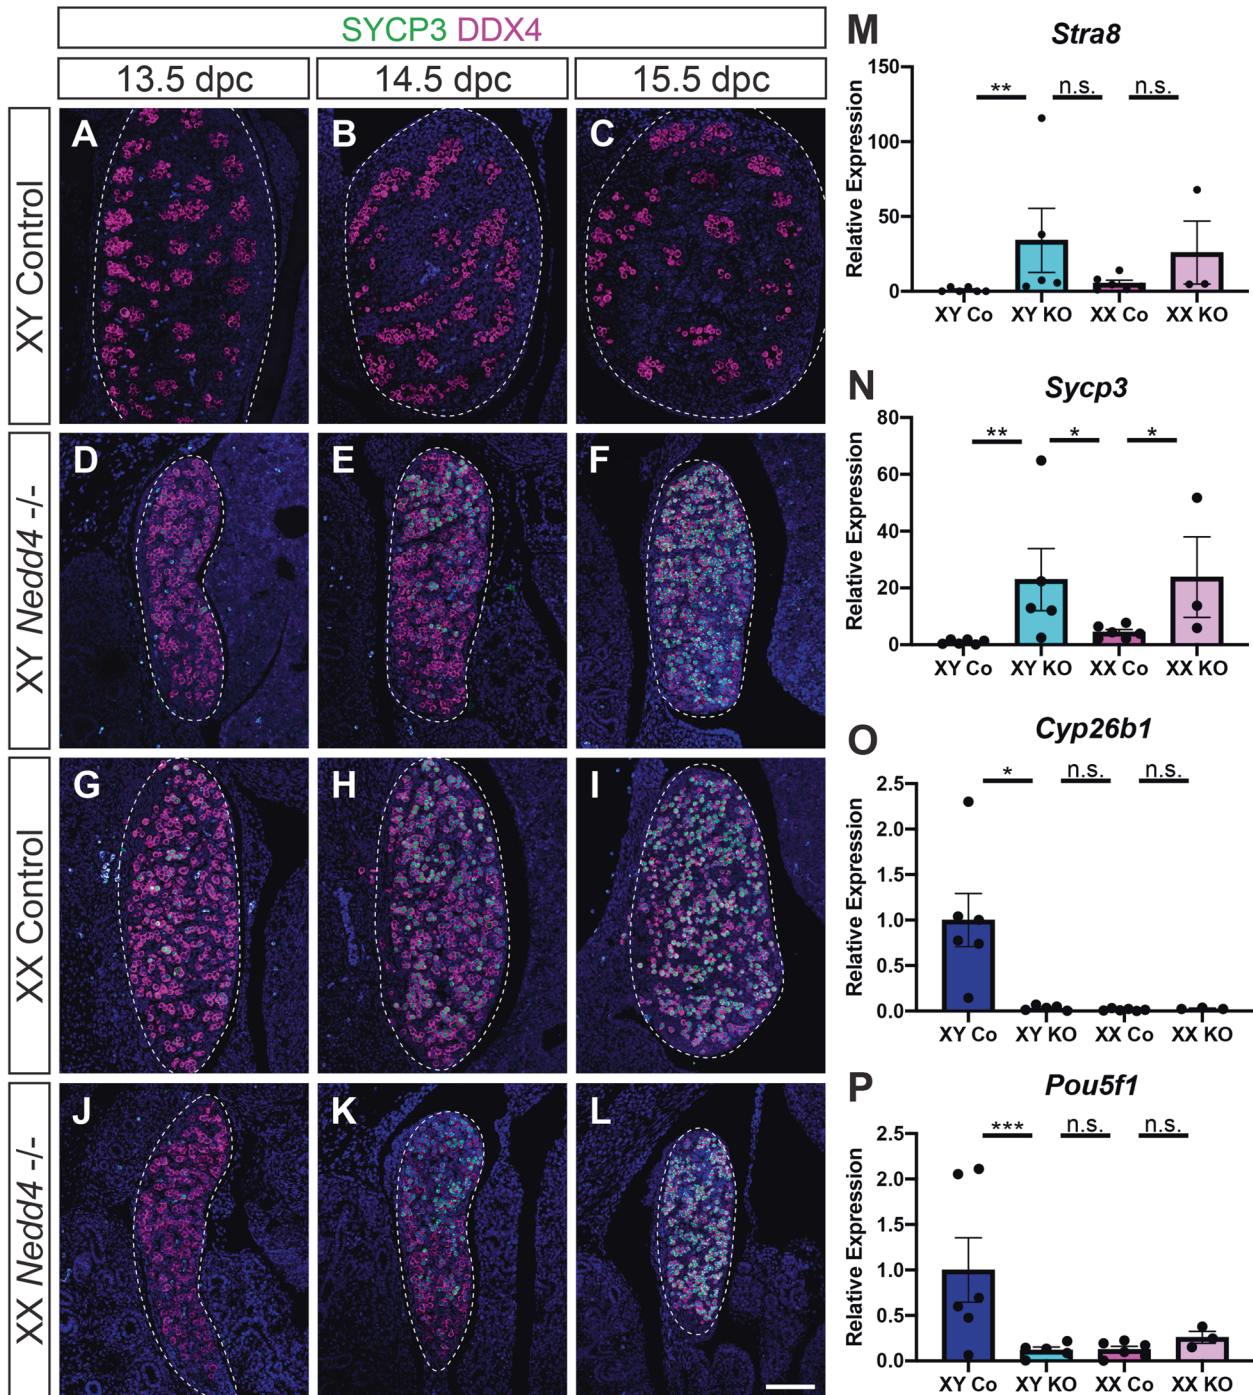 SYCP3 DDX4
13.5 dpc 14.5 dpc 15.5 dpc
XY Control
A B C
XY Nedd4 -/-
D E F
XX Control
G H I
XX Nedd4 -/-
J K L
M Stra8
Relative Expression
150
100
50
0
** n.s. n.s.
XY Co XY KO XX Co XX KO
N Sycp3
Relative Expression
80
60
40
20
0
** * *
XY Co XY KO XX Co XX KO
O Cyp26b1
Relative Expression
2.5
2.0
1.5
1.0
0.5
0.0
* n.s. n.s.
XY Co XY KO XX Co XX KO
P Pou5f1
Relative Expression
2.5
2.0
1.5
1.0
0.5
0.0
*** n.s. n.s.
XY Co XY KO XX Co XX KO